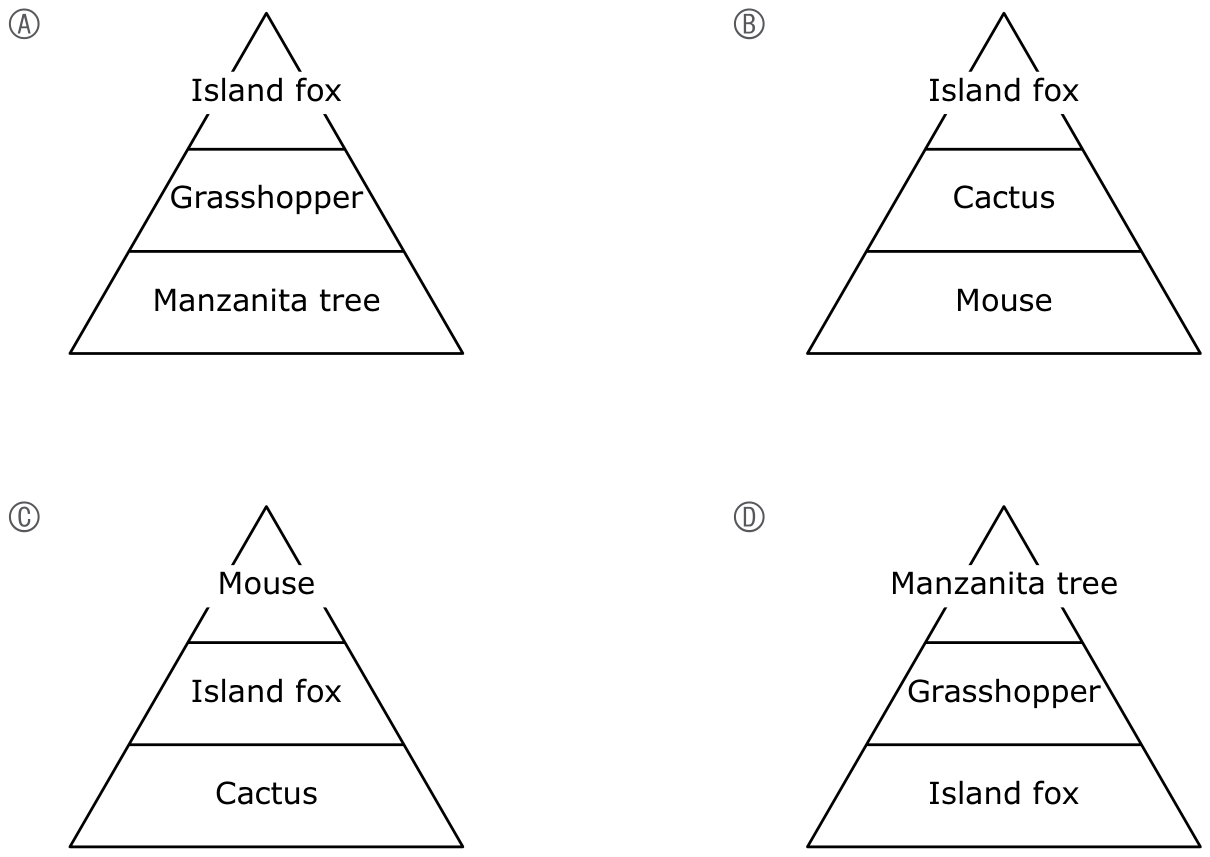 Ⓐ
Island fox
Grasshopper
Manzanita tree
Ⓑ
Island fox
Cactus
Mouse
Ⓒ
Mouse
Island fox
Cactus
Ⓓ
Manzanita tree
Grasshopper
Island fox